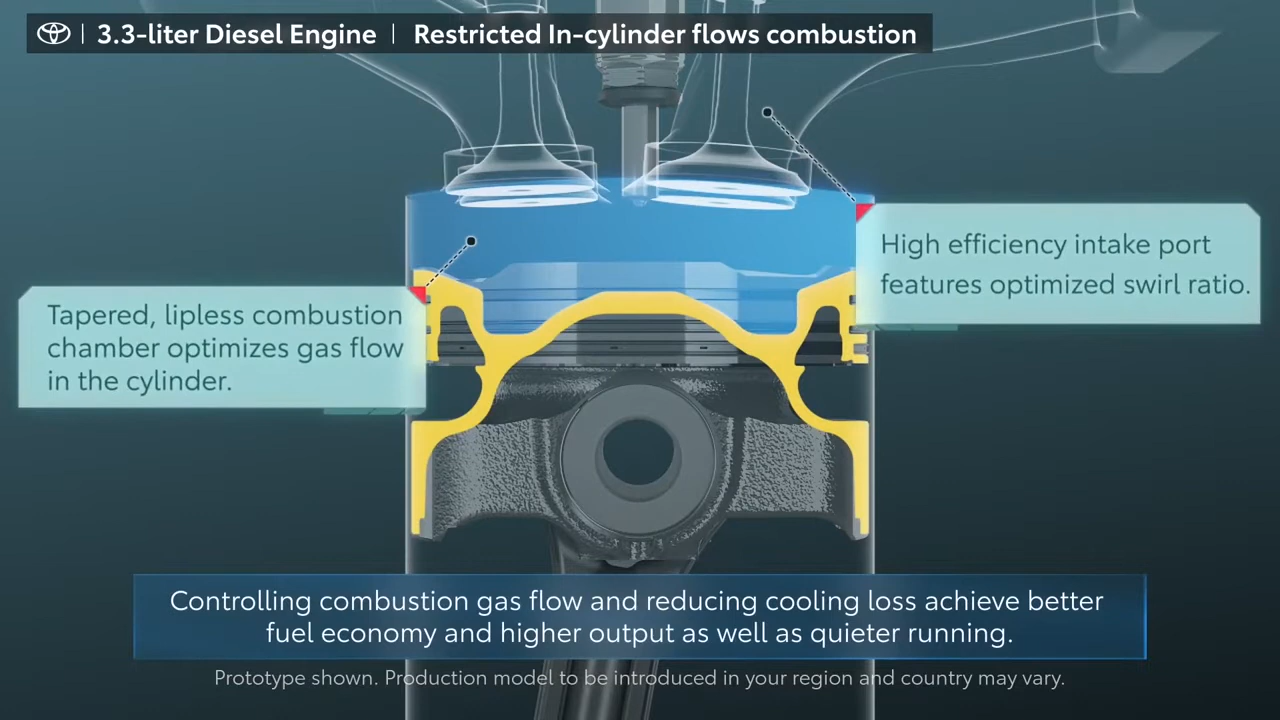 3.3-liter Diesel Engine | Restricted In-cylinder flows combustion
High efficiency intake port
features optimized swirl ratio.
Tapered, lipless combustion
chamber optimizes gas flow
in the cylinder.
Controlling combustion gas flow and reducing cooling loss achieve better
fuel economy and higher output as well as quieter running.
Prototype shown. Production model to be introduced in your region and country may vary.